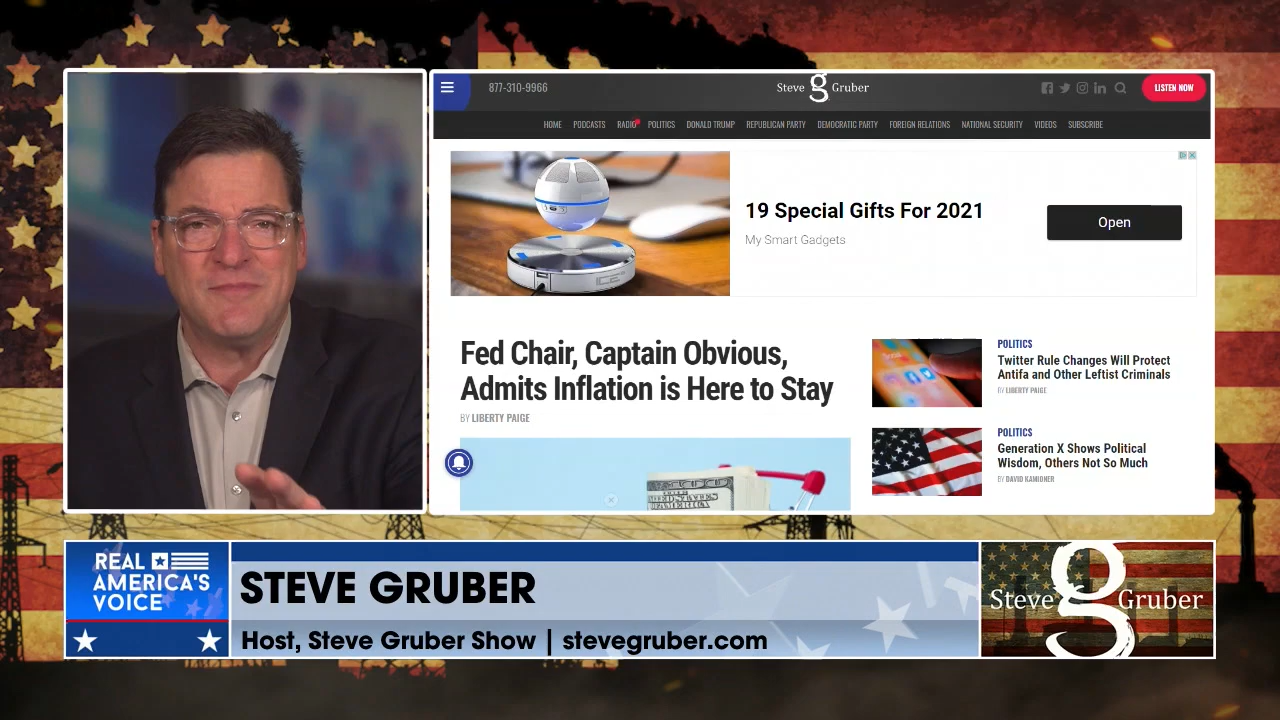 877-310-9966
Steve g Gruber
LISTEN NOW
HOME PODCASTS RADIO POLITICS DONALD TRUMP REPUBLICAN PARTY DEMOCRATIC PARTY FOREIGN RELATIONS NATIONAL SECURITY VIDEOS SUBSCRIBE
19 Special Gifts For 2021
My Smart Gadgets
Open
Fed Chair, Captain Obvious,
Admits Inflation is Here to Stay
BY LIBERTY PAIGE
POLITICS
Twitter Rule Changes Will Protect
Antifa and Other Leftist Criminals
BY LIBERTY PAIGE
POLITICS
Generation X Shows Political
Wisdom, Others Not So Much
BY DAVID KAMIONER
REAL
AMERICA'S
VOICE
STEVE GRUBER
Host, Steve Gruber Show | stevegruber.com
Steve g Gruber